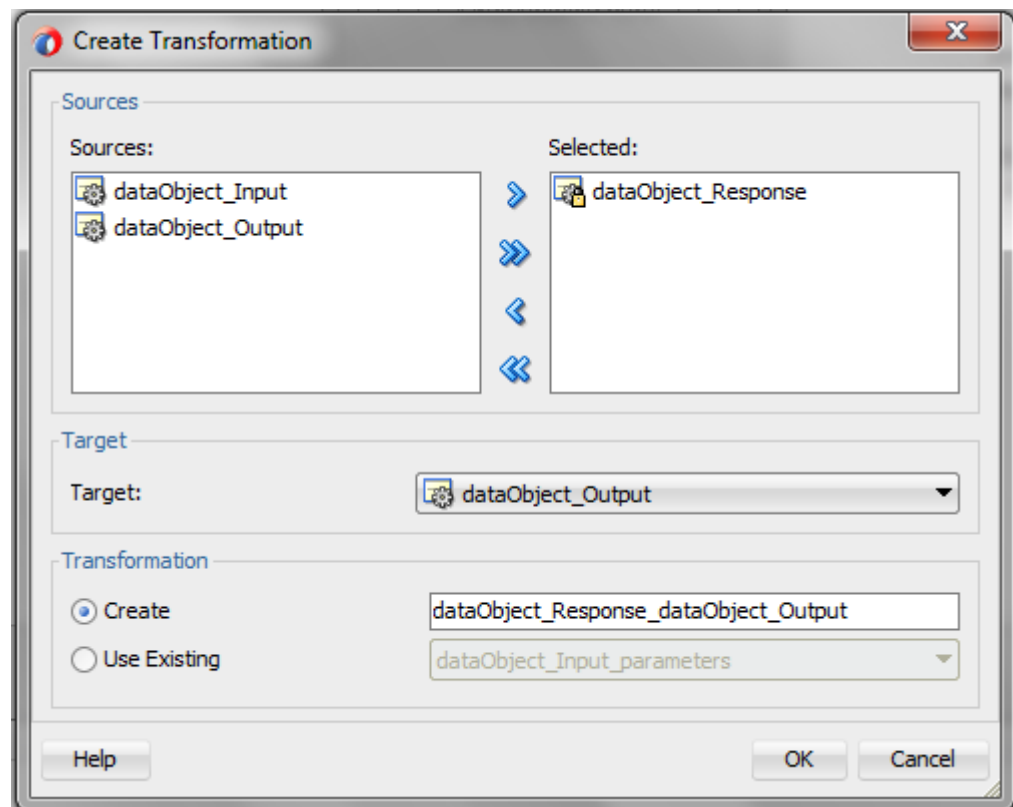 Create Transformation
Sources
Sources:
Selected:
dataObject_Input
dataObject_Response
dataObject_Output
Target
Target:
dataObject_Output
Transformation
Create
dataObject_Response_dataObject_Output
Use Existing
dataObject_Input_parameters
Help
OK
Cancel